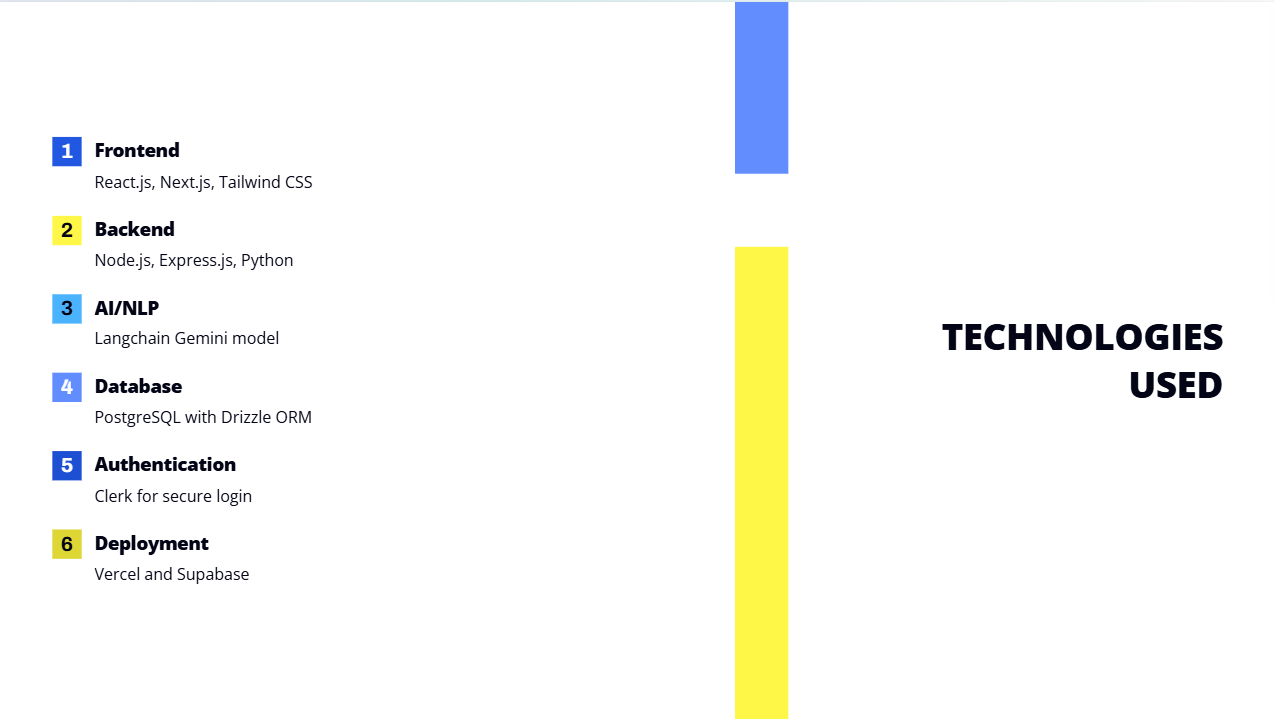 1 Frontend
React.js, Next.js, Tailwind CSS
2 Backend
Node.js, Express.js, Python
3 AI/NLP
Langchain Gemini model
4 Database
PostgreSQL with Drizzle ORM
5 Authentication
Clerk for secure login
6 Deployment
Vercel and Supabase
TECHNOLOGIES
USED